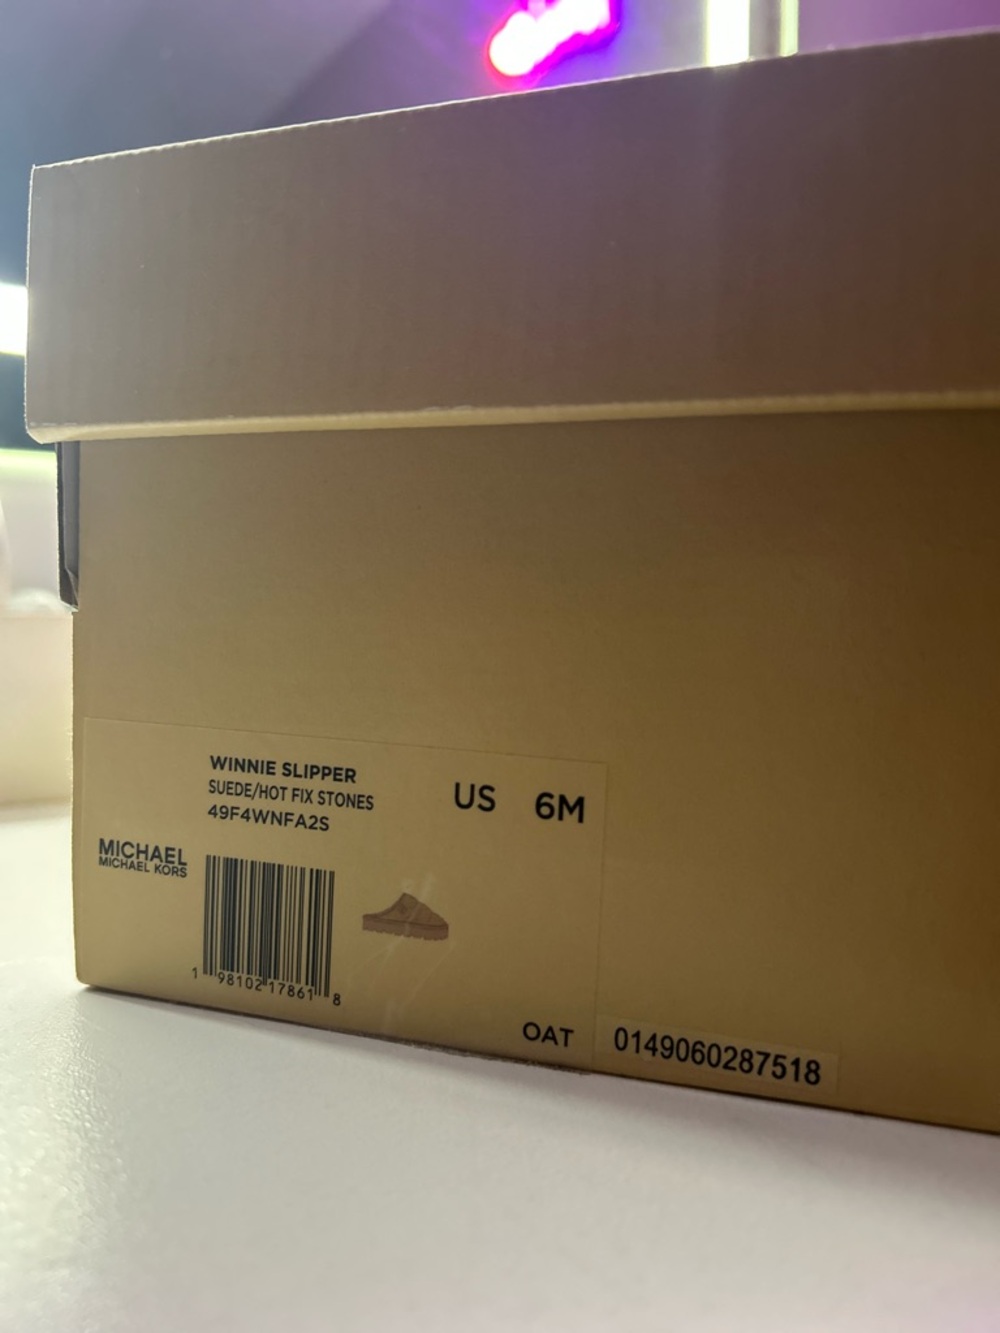 WINNIE SLIPPER
SUEDE/HOT FIX STONES
49F4WNFA2S
US 6M
MICHAEL
MICHAEL KORS
1 98102 17861 8
OAT
0149060287518